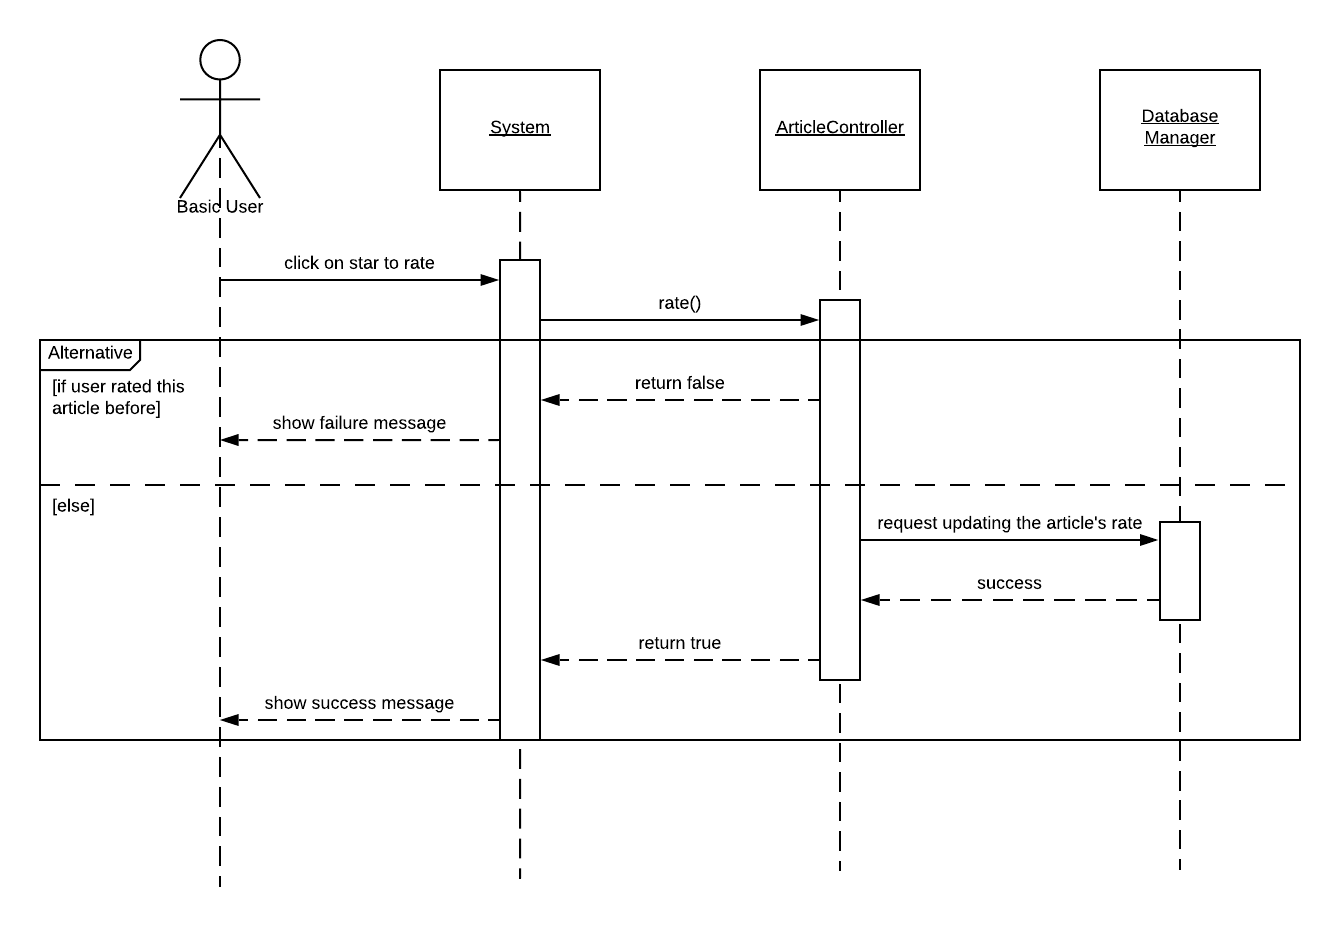 Basic User
System
ArticleController
Database
Manager
click on star to rate
rate()
Alternative
[if user rated this
article before]
return false
show failure message
[else]
request updating the article's rate
success
return true
show success message